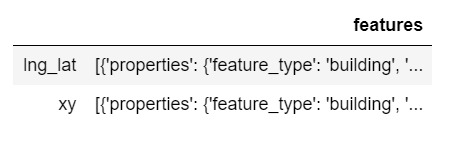 features
lng_lat [{'properties': {'feature_type': 'building', '...
xy [{'properties': {'feature_type': 'building', '...